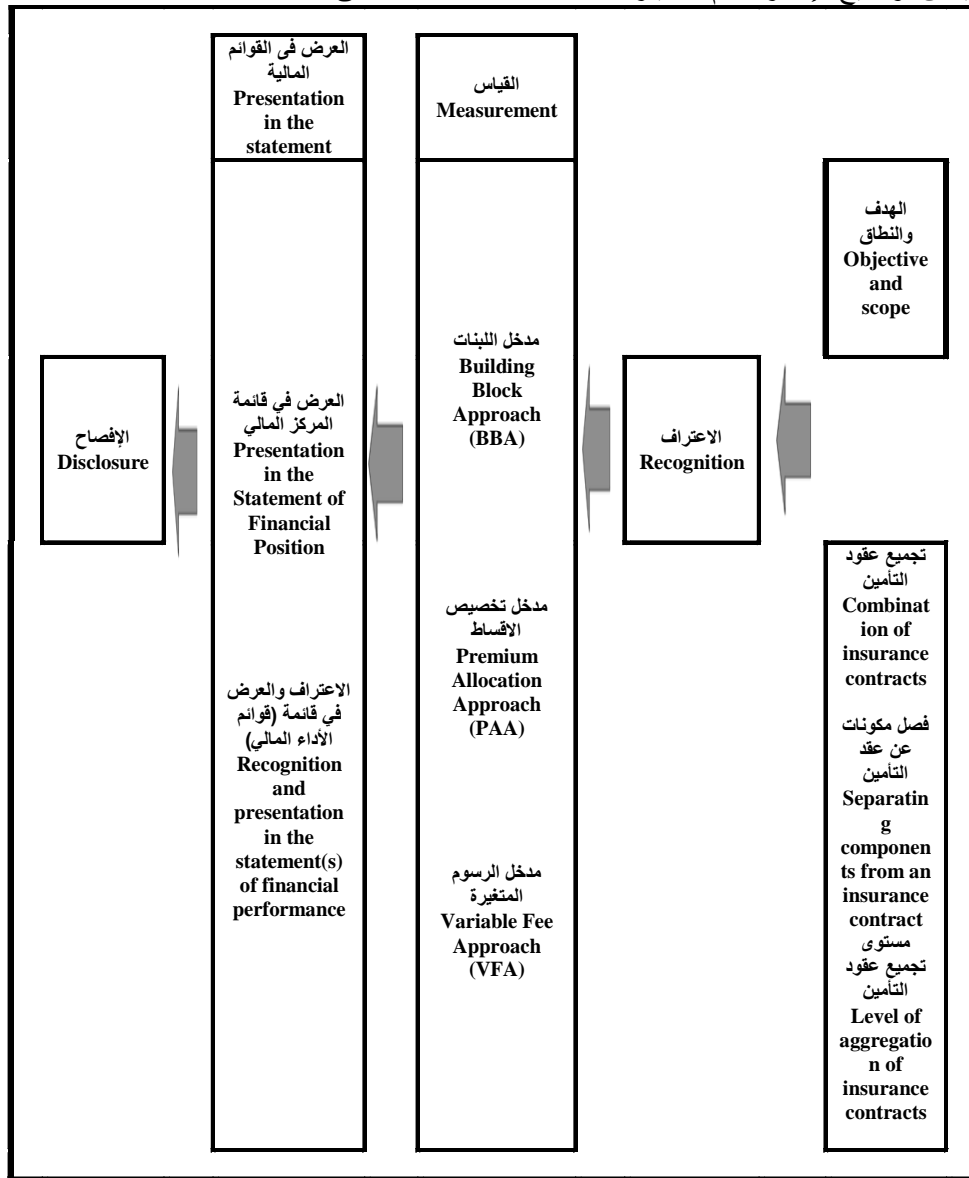 الهدف
والنطاق
Objective
and
scope
تجميع عقود
التأمين
Combinat
ion of
insurance
contracts
فصل مكونات
عن عقد
التأمين
Separatin
g
componen
ts from an
insurance
contract
مستوى
تجميع عقود
التأمين
Level of
aggregatio
n of
insurance
contracts
الاعتراف
Recognition
القياس
Measurement
مدخل اللبنات
Building
Block
Approach
(BBA)
مدخل تخصيص
الاقساط
Premium
Allocation
Approach
(PAA)
مدخل الرسوم
المتغيرة
Variable Fee
Approach
(VFA)
العرض فى القوائم
المالية
Presentation
in the
statement
العرض في قائمة
المركز المالي
Presentation
in the
Statement of
Financial
Position
الاعتراف والعرض
في قائمة (قوائم
الأداء المالي)
Recognition
and
presentation
in the
statement(s)
of financial
performance
الإفصاح
Disclosure